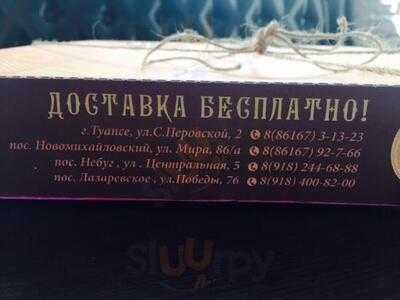 ДОСТАВКА БЕСПЛАТНО!
г.Туапсе, ул.С.Перовской, 2 8(86167) 3-13-23
пос. Новомихайловский, ул. Мира, 86/а 8(86167) 92-7-66
пос. Небуг , ул . Центральная, 5 8(918) 244-68-88
пос. Лазаревское , ул.Победы, 76 8(918) 400-82-00
sluurpy